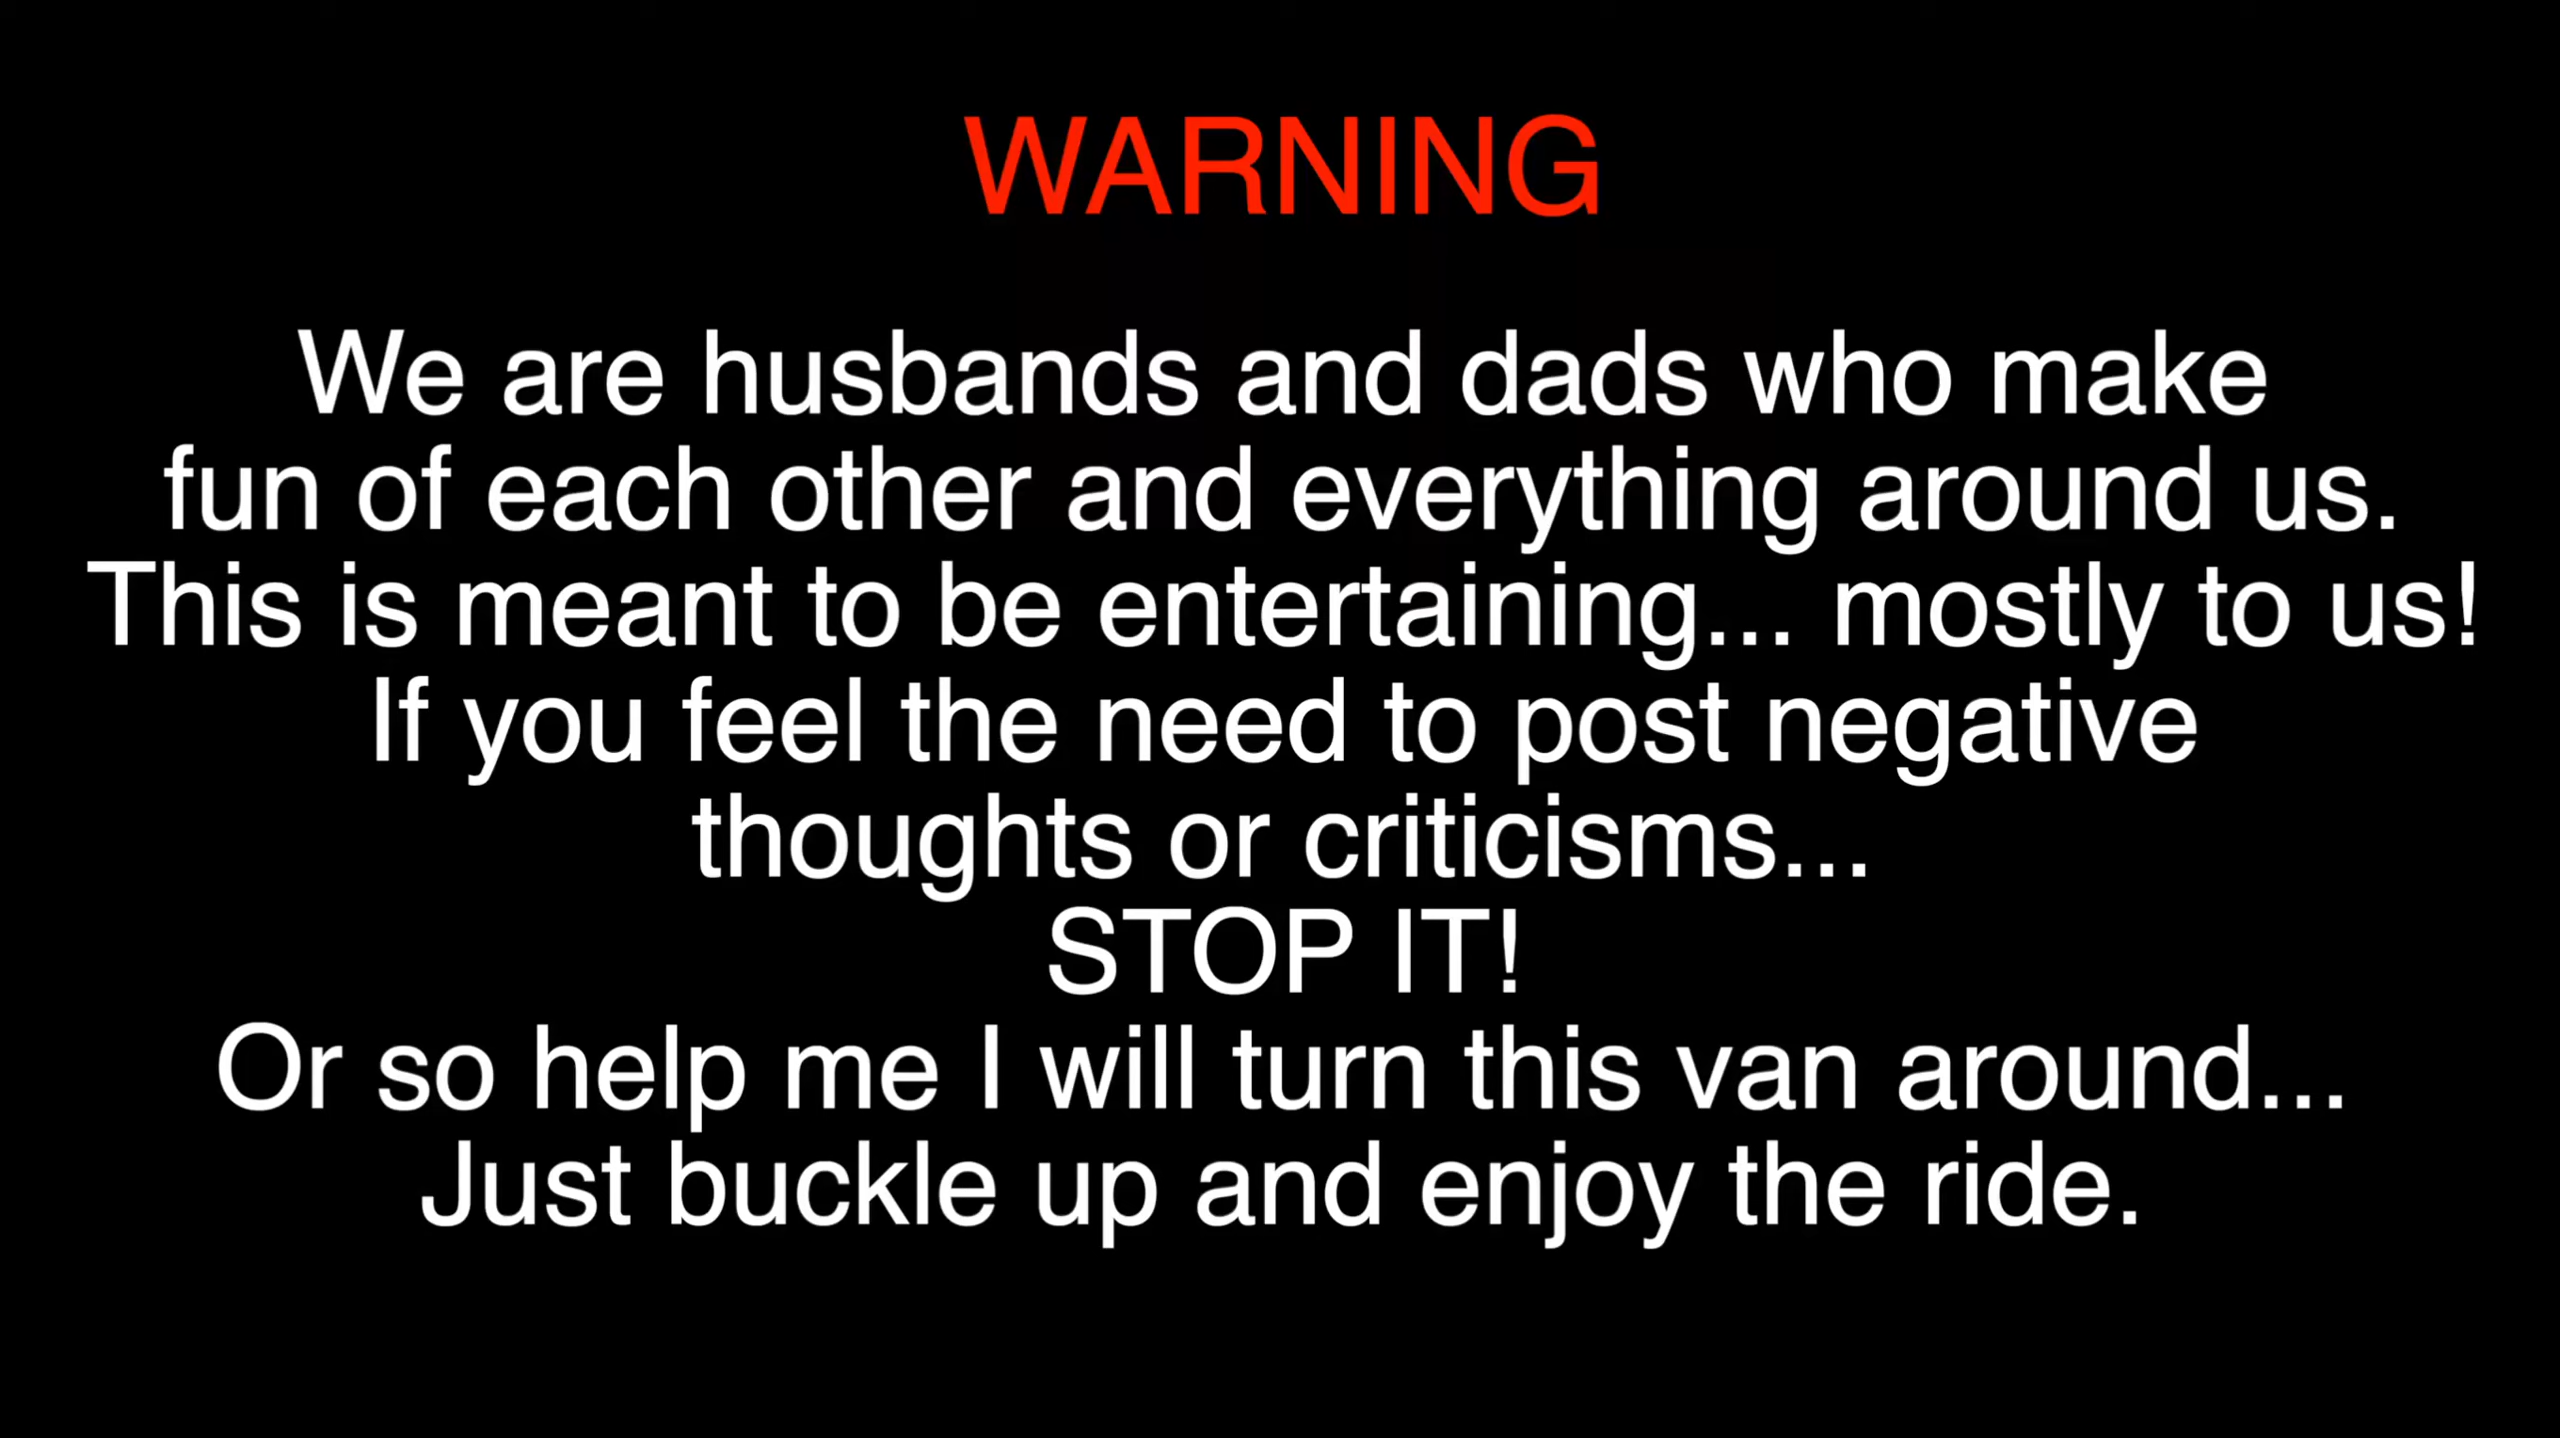 WARNING
We are husbands and dads who make
fun of each other and everything around us.
This is meant to be entertaining... mostly to us!
If you feel the need to post negative
thoughts or criticisms...
STOP IT!
Or so help me I will turn this van around...
Just buckle up and enjoy the ride.